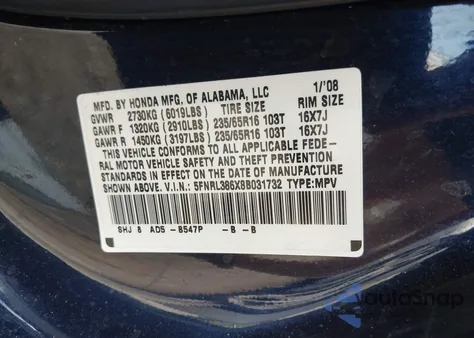 MFD. BY HONDA MFG. OF ALABAMA, LLC 1/'08
GVWR 2730KG (6019LBS) TIRE SIZE RIM SIZE
GAWR F 1320KG (2910LBS) 235/65R16 103T 16X7J
GAWR R 1450KG (3197LBS) 235/65R16 103T 16X7J
THIS VEHICLE CONFORMS TO ALL APPLICABLE FEDE-
RAL MOTOR VEHICLE SAFETY AND THEFT PREVENTION
STANDARDS IN EFFECT ON THE DATE OF MANUFACTURE
SHOWN ABOVE. V.I.N.: 5FNRL386X8B031732 TYPE:MPV
SHJ 8 AD5 -B547P -B -B
AutoSnap